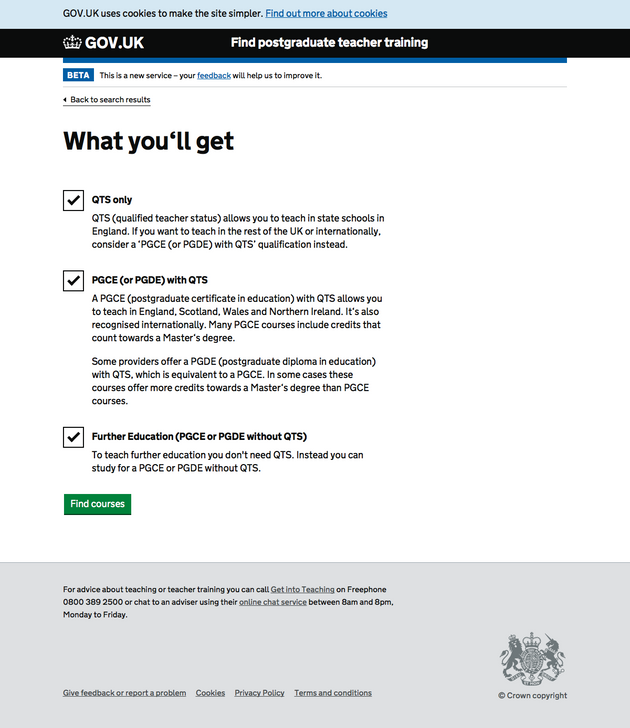 GOV.UK uses cookies to make the site simpler. Find out more about cookies
GOV.UK Find postgraduate teacher training
BETA This is a new service – your feedback will help us to improve it.
Back to search results
What you‘ll get
QTS only
QTS (qualified teacher status) allows you to teach in state schools in
England. If you want to teach in the rest of the UK or internationally,
consider a ‘PGCE (or PGDE) with QTS’ qualification instead.
PGCE (or PGDE) with QTS
A PGCE (postgraduate certificate in education) with QTS allows you
to teach in England, Scotland, Wales and Northern Ireland. It’s also
recognised internationally. Many PGCE courses include credits that
count towards a Master’s degree.
Some providers offer a PGDE (postgraduate diploma in education)
with QTS, which is equivalent to a PGCE. In some cases these
courses offer more credits towards a Master’s degree than PGCE
courses.
Further Education (PGCE or PGDE without QTS)
To teach further education you don't need QTS. Instead you can
study for a PGCE or PGDE without QTS.
Find courses
For advice about teaching or teacher training you can call Get into Teaching on Freephone
0800 389 2500 or chat to an adviser using their online chat service between 8am and 8pm,
Monday to Friday.
Give feedback or report a problem Cookies Privacy Policy Terms and conditions
© Crown copyright